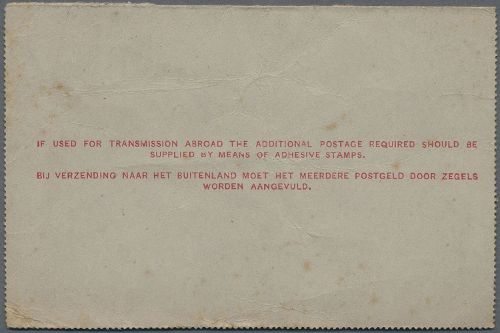 IF USED FOR TRANSMISSION ABROAD THE ADDITIONAL POSTAGE REQUIRED SHOULD BE
SUPPLIED BY MEANS OF ADHESIVE STAMPS.
BIJ VERZENDING NAAR HET BUITENLAND MOET HET MEERDERE POSTGELD DOOR ZEGELS
WORDEN AANGEVULD.